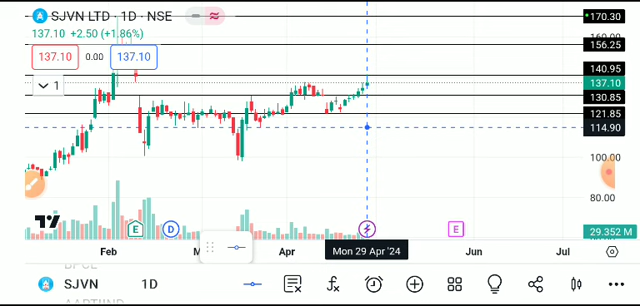 SJVN LTD · 1D · NSE
137.10 +2.50 (+1.86%)
137.10 0.00 137.10
1
170.30
156.25
140.95
137.10
130.85
121.85
114.90
100.00
80.00
29.352 M
E D E
Feb Apr Mon 29 Apr '24 Jun Jul
SJVN 1D